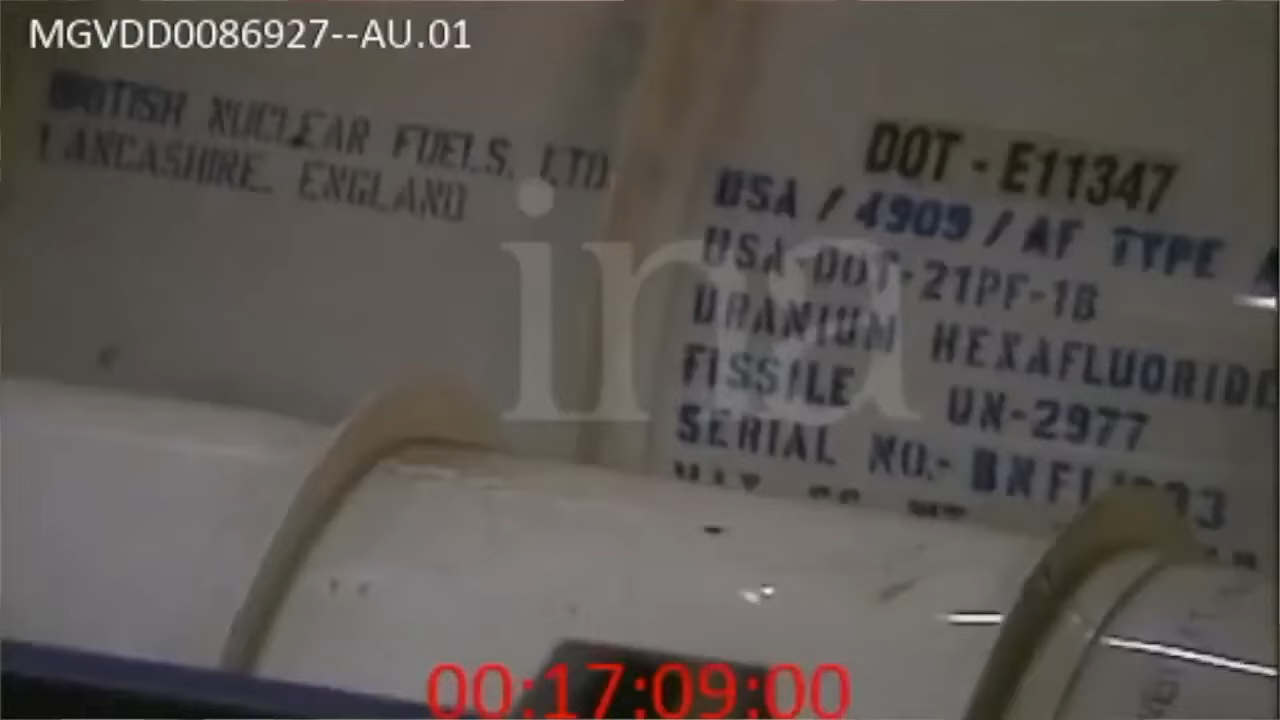 MGVDD0086927--AU.01
BRITISH NUCLEAR FUELS, LTD
LANCASHIRE, ENGLAND
DOT - E11347
USA / 4909 / AF TYPE
USA-DOT-21PF-1B
URANIUM HEXAFLUORIDE
FISSILE UN-2977
SERIAL NO.-
ina
00:17:09:00